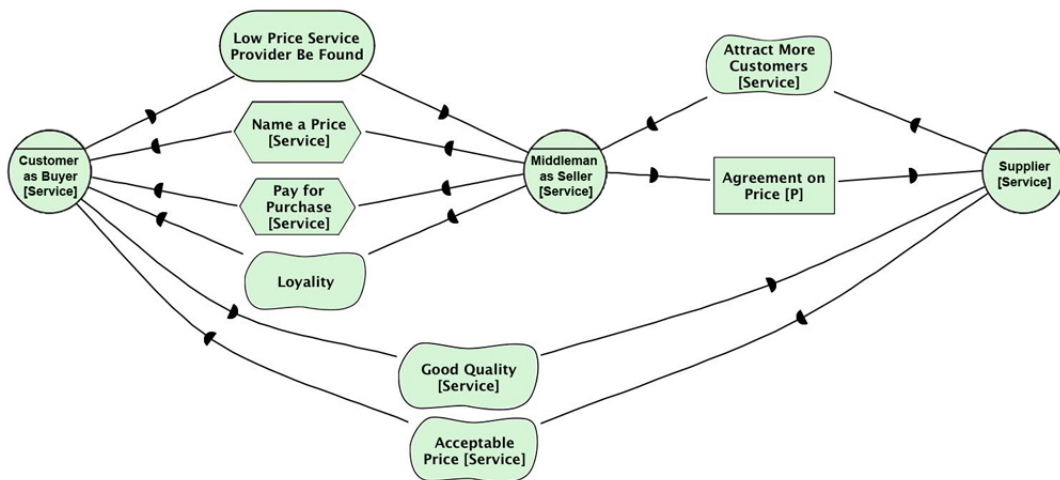 Low Price Service
Provider Be Found
Attract More
Customers
[Service]
Name a Price
[Service]
Customer
as Buyer
[Service]
Middleman
as Seller
[Service]
Supplier
[Service]
Pay for
Purchase
[Service]
Agreement on
Price [P]
Loyality
Good Quality
[Service]
Acceptable
Price [Service]